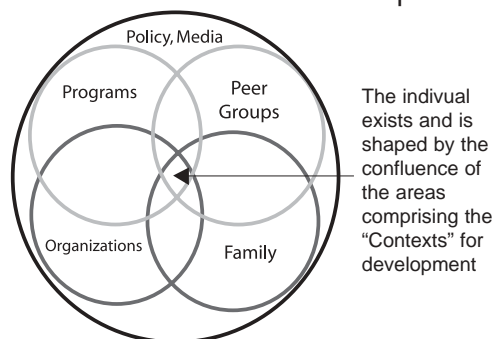 Policy, Media
Programs
Peer
Groups
Organizations
Family
The indivual
exists and is
shaped by the
confluence of
the areas
comprising the
“Contexts” for
development